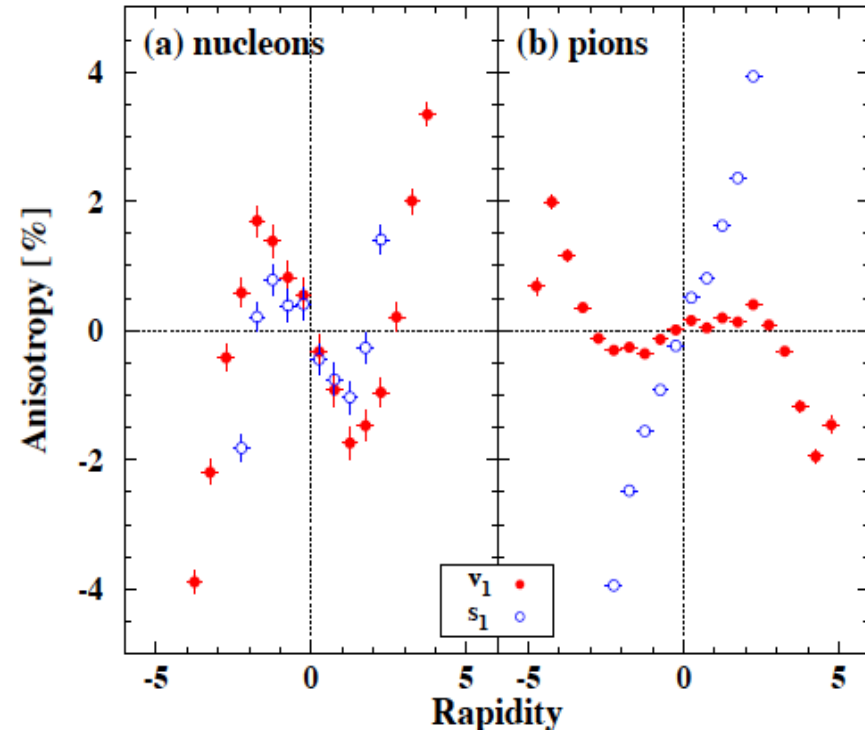 (a) nucleons
(b) pions
4
2
0
-2
-4
Anisotropy [%]
v1
s1
-5
0
5
-5
0
5
Rapidity